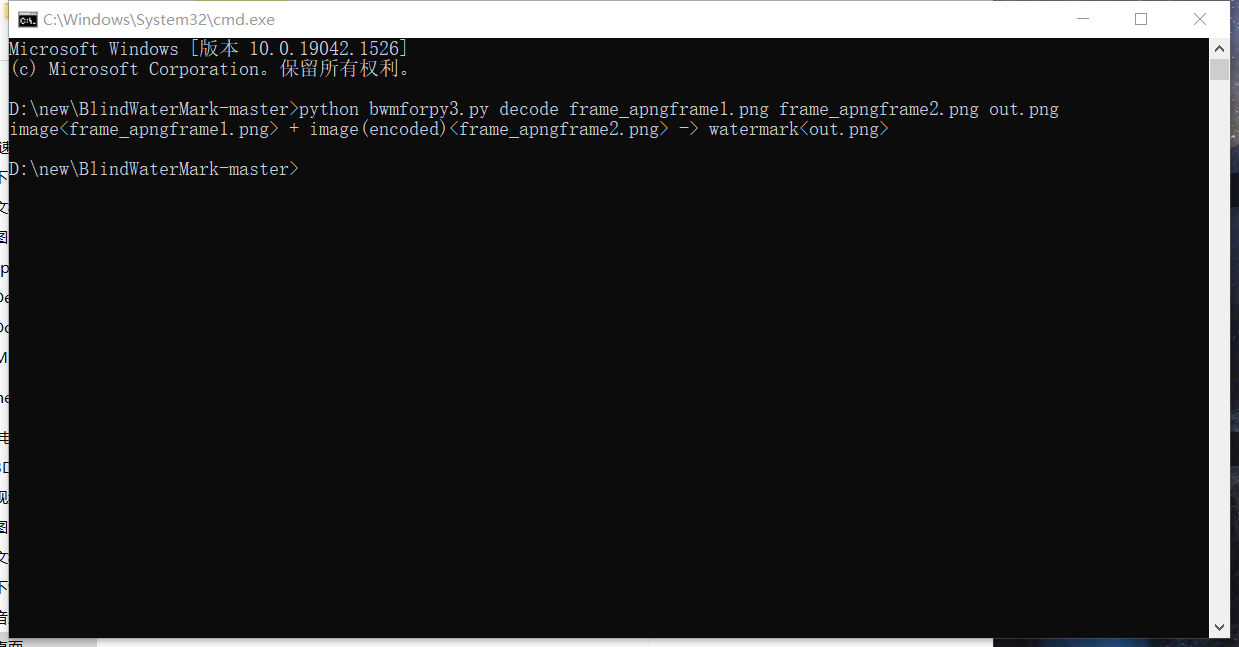 C:\Windows\System32\cmd.exe
Microsoft Windows [版本 10.0.19042.1526]
(c) Microsoft Corporation。保留所有权利。
D:\new\BlindWaterMark-master>python bwmforpy3.py decode frame_apngframe1.png frame_apngframe2.png out.png
image<frame_apngframe1.png> + image(encoded)<frame_apngframe2.png> -> watermark<out.png>
D:\new\BlindWaterMark-master>